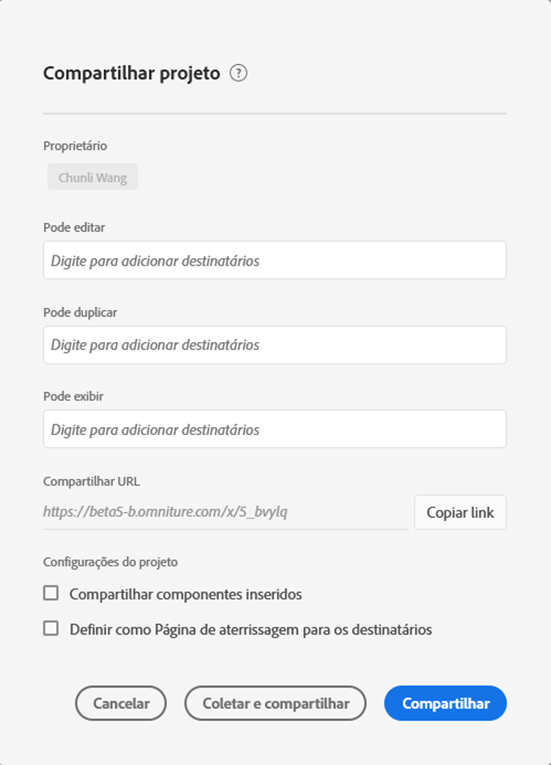 Compartilhar projeto ?
Proprietário
Chunli Wang
Pode editar
Digite para adicionar destinatários
Pode duplicar
Digite para adicionar destinatários
Pode exibir
Digite para adicionar destinatários
Compartilhar URL
https://beta5-b.omniture.com/x/5_bvylq
Copiar link
Configurações do projeto
Compartilhar componentes inseridos
Definir como Página de aterrissagem para os destinatários
Cancelar Coletar e compartilhar Compartilhar